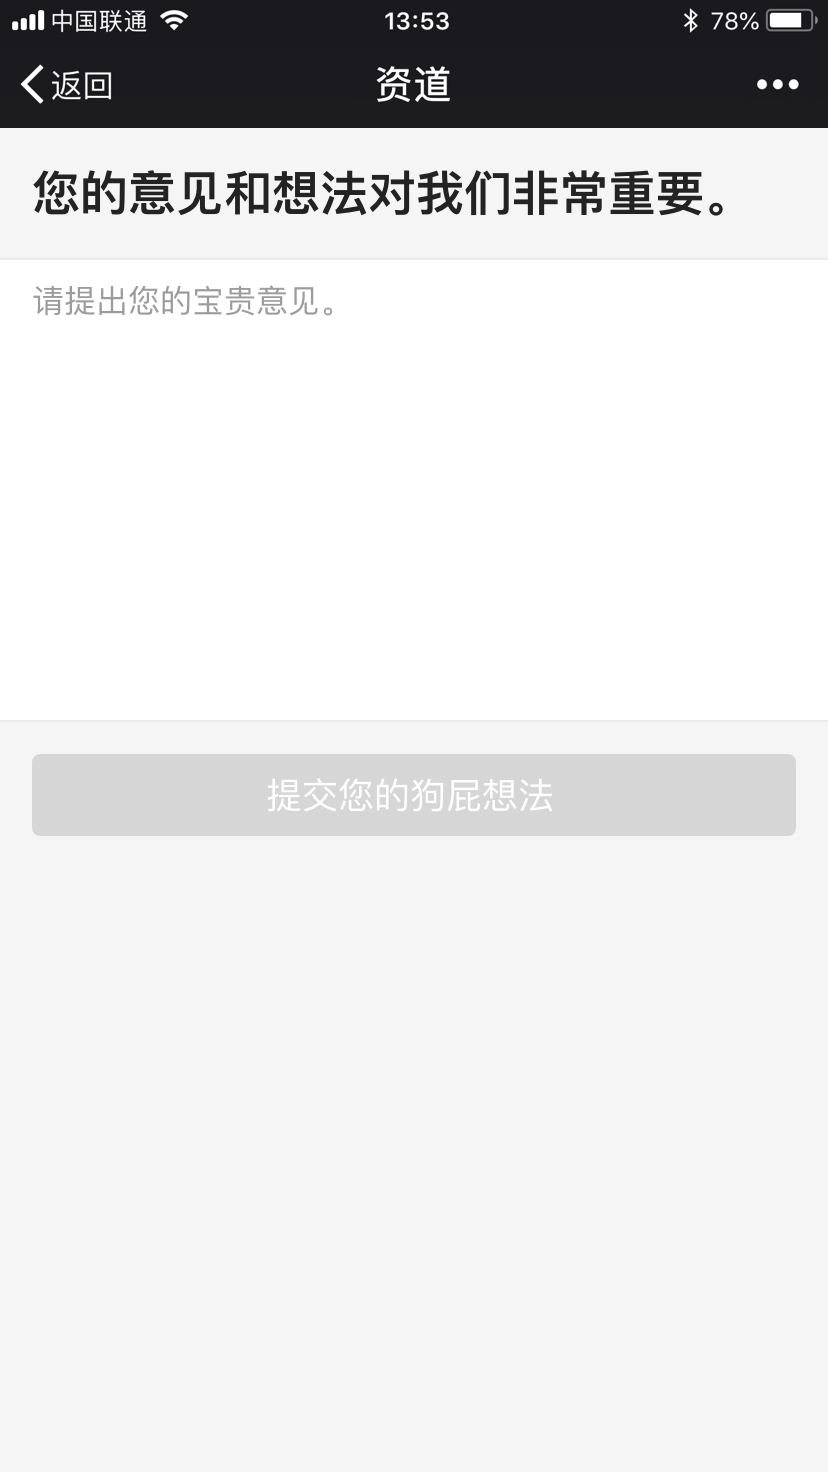 中国联通
13:53
78%
返回
资道
您的意见和想法对我们非常重要。
请提出您的宝贵意见。
提交您的狗屁想法